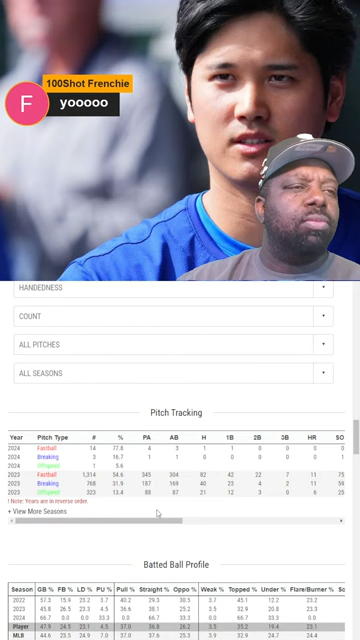 100Shot Frenchie
F yooooo
HANDEDNESS
COUNT
ALL PITCHES
ALL SEASONS
Pitch Tracking
Year Pitch Type # % PA AB H 1B 2B 3B HR SO
2024 Fastball 14 77.8 4 3 1 1 0 0 0 1
2024 Breaking 3 16.7 1 1 0 0 0 0 0 1
2024 Offspeed 1 5.6
2023 Fastball 1,314 54.6 345 304 82 42 22 7 11 75
2023 Breaking 768 31.9 187 169 40 23 4 2 11 59
2023 Offspeed 323 13.4 88 87 21 12 3 0 6 25
! Note: Years are in reverse order.
+ View More Seasons
Batted Ball Profile
Season GB % FB % LD % PU % Pull % Straight % Oppo % Weak % Topped % Under % Flare/Burner %
2022 57.3 15.9 23.2 3.7 40.2 29.3 30.5 3.7 45.1 12.2 23.2
2023 45.8 26.5 23.3 4.5 36.6 38.1 25.2 3.5 32.9 20.8 23.3
2024 66.7 0.0 0.0 33.3 0.0 66.7 33.3 0.0 66.7 33.3 0.0
Player 47.9 24.5 23.1 4.5 37.0 36.8 26.2 3.5 35.2 19.4 23.1
MLB 44.6 23.5 24.9 7.0 37.6 37.6 25.3 3.9 32.9 24.7 24.4